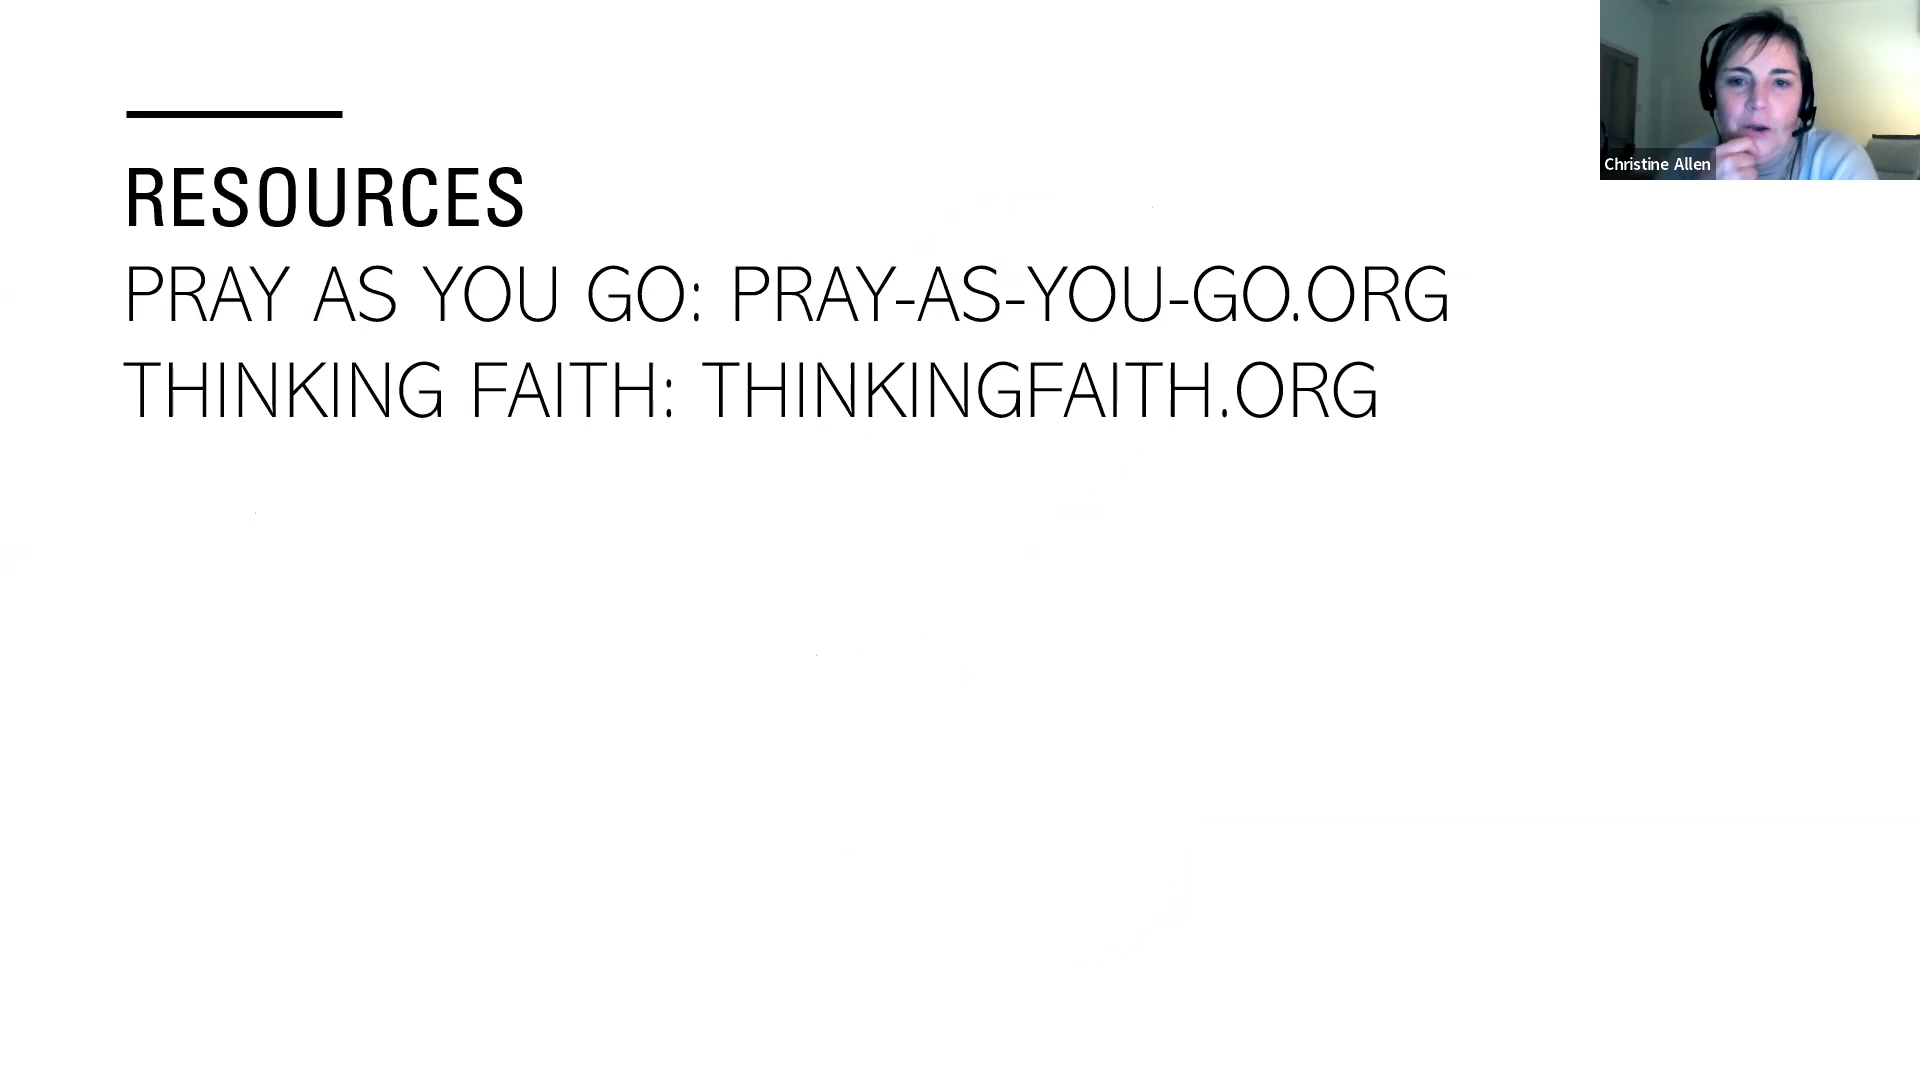 RESOURCES
PRAY AS YOU GO: PRAY-AS-YOU-GO.ORG
THINKING FAITH: THINKINGFAITH.ORG
Christine Allen